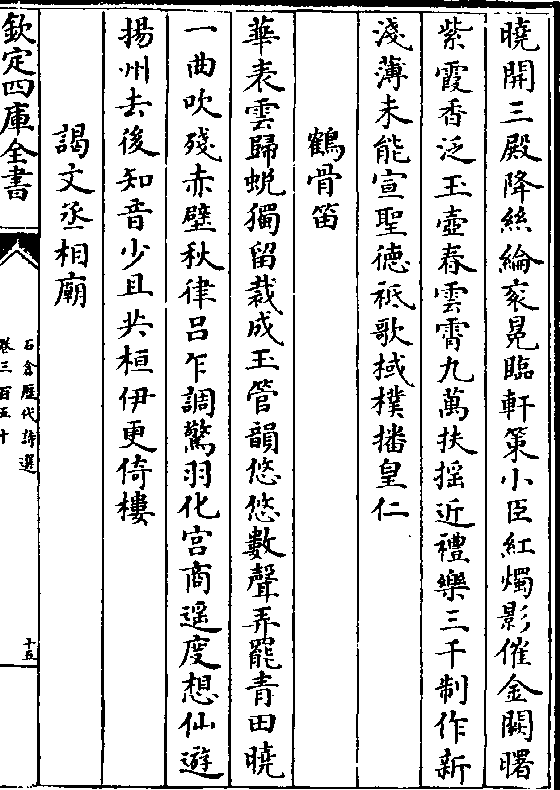 曉開三殿降絲綸衮冕臨軒策小臣紅燭影催金闕曙
紫霞香泛玉壺春雲霄九萬扶摇近禮樂三千制作新
淺薄未能宣聖德祗歌棫樸播皇仁
鶴骨笛
華表雲歸蜕獨留裁成玉管韻悠悠數聲弄罷青田曉
一曲吹殘赤壁秋律吕乍調驚羽化宫商遥度想仙遊
揚州去後知音少且共桓伊更倚樓
謁文丞相廟
欽定四庫全書
石倉歷代詩選
卷三百五十
十五